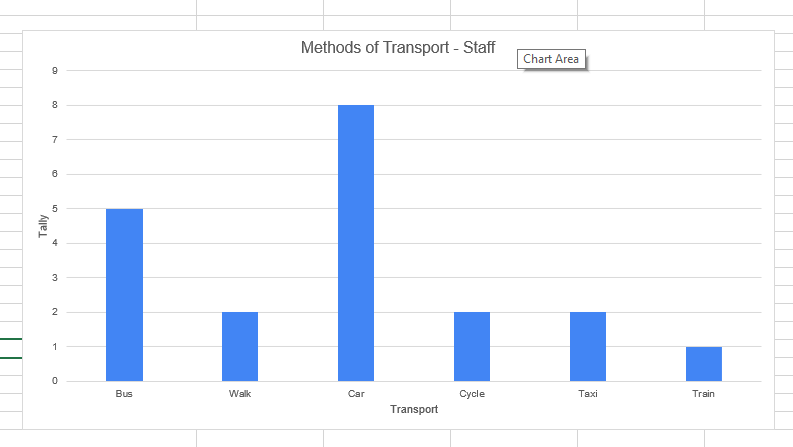 Methods of Transport - Staff
Chart Area
9
8
7
6
5
4
3
2
1
0
Tally
Bus Walk Car Cycle Taxi Train
Transport